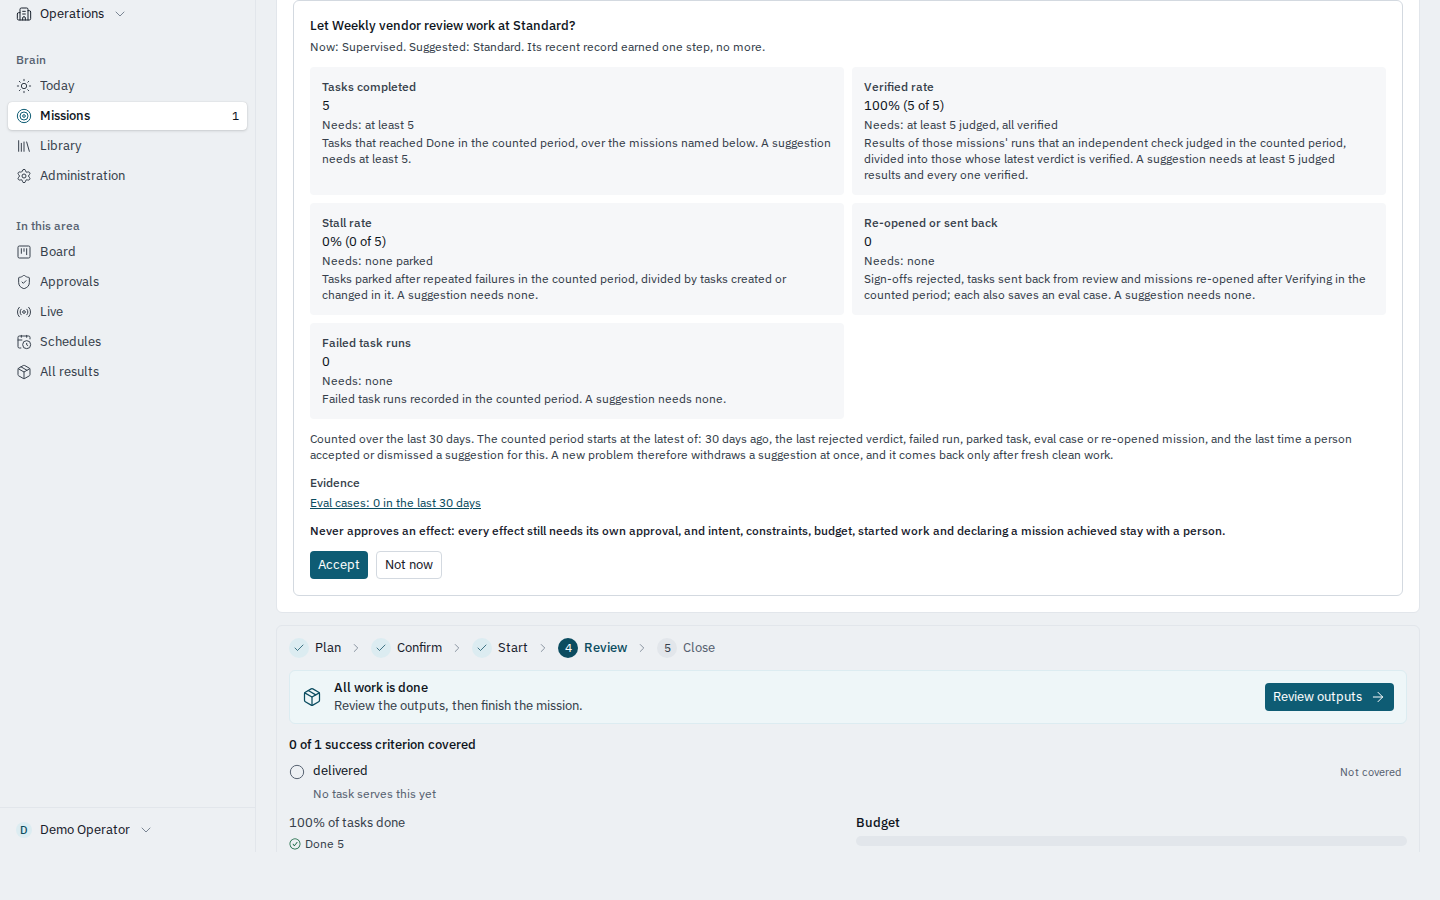 Operations
Brain
Today
Missions 1
Library
Administration
In this area
Board
Approvals
Live
Schedules
All results
D Demo Operator
Let Weekly vendor review work at Standard?
Now: Supervised. Suggested: Standard. Its recent record earned one step, no more.
Tasks completed
5
Needs: at least 5
Tasks that reached Done in the counted period, over the missions named below. A suggestion
needs at least 5.
Verified rate
100% (5 of 5)
Needs: at least 5 judged, all verified
Results of those missions' runs that an independent check judged in the counted period,
divided into those whose latest verdict is verified. A suggestion needs at least 5 judged
results and every one verified.
Stall rate
0% (0 of 5)
Needs: none parked
Tasks parked after repeated failures in the counted period, divided by tasks created or
changed in it. A suggestion needs none.
Re-opened or sent back
0
Needs: none
Sign-offs rejected, tasks sent back from review and missions re-opened after Verifying in the
counted period; each also saves an eval case. A suggestion needs none.
Failed task runs
0
Needs: none
Failed task runs recorded in the counted period. A suggestion needs none.
Counted over the last 30 days. The counted period starts at the latest of: 30 days ago, the last rejected verdict, failed run, parked task, eval case or re-opened mission, and the last time a person
accepted or dismissed a suggestion for this. A new problem therefore withdraws a suggestion at once, and it comes back only after fresh clean work.
Evidence
Eval cases: 0 in the last 30 days
Never approves an effect: every effect still needs its own approval, and intent, constraints, budget, started work and declaring a mission achieved stay with a person.
Accept Not now
Plan Confirm Start 4 Review 5 Close
All work is done
Review the outputs, then finish the mission.
Review outputs
0 of 1 success criterion covered
delivered Not covered
No task serves this yet
100% of tasks done
Done 5
Budget